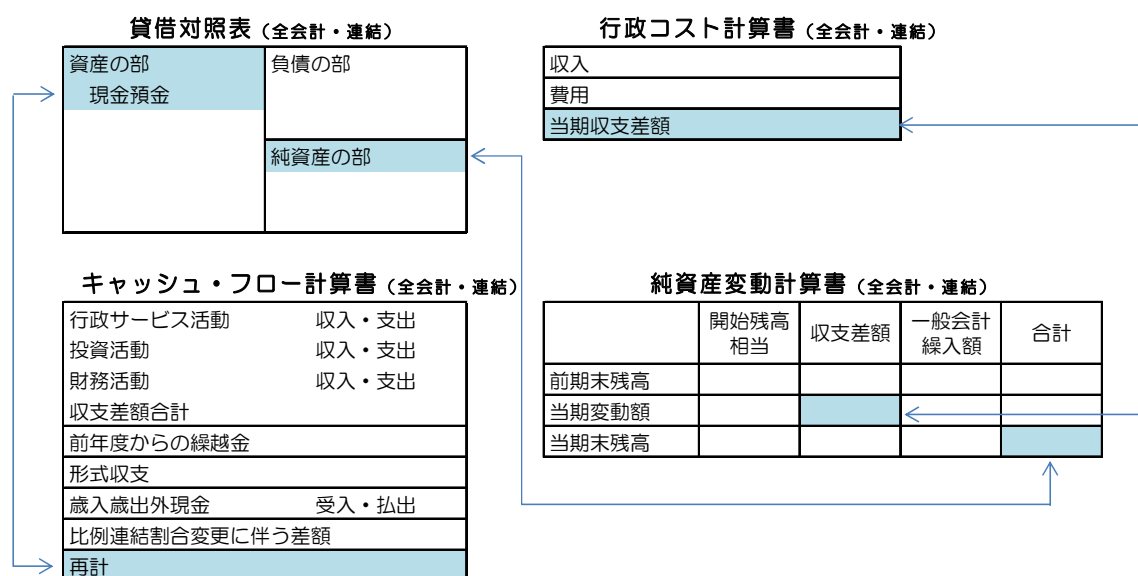 貸借対照表（全会計・連結）
資産の部
現金預金
負債の部
純資産の部
行政コスト計算書（全会計・連結）
収入
費用
当期収支差額
キャッシュ・フロー計算書（全会計・連結）
行政サービス活動 収入・支出
投資活動 収入・支出
財務活動 収入・支出
収支差額合計
前年度からの繰越金
形式収支
歳入歳出外現金 受入・払出
比例連結割合変更に伴う差額
再計
純資産変動計算書（全会計・連結）
開始残高
相当
収支差額
一般会計
繰入額
合計
前期末残高
当期変動額
当期末残高